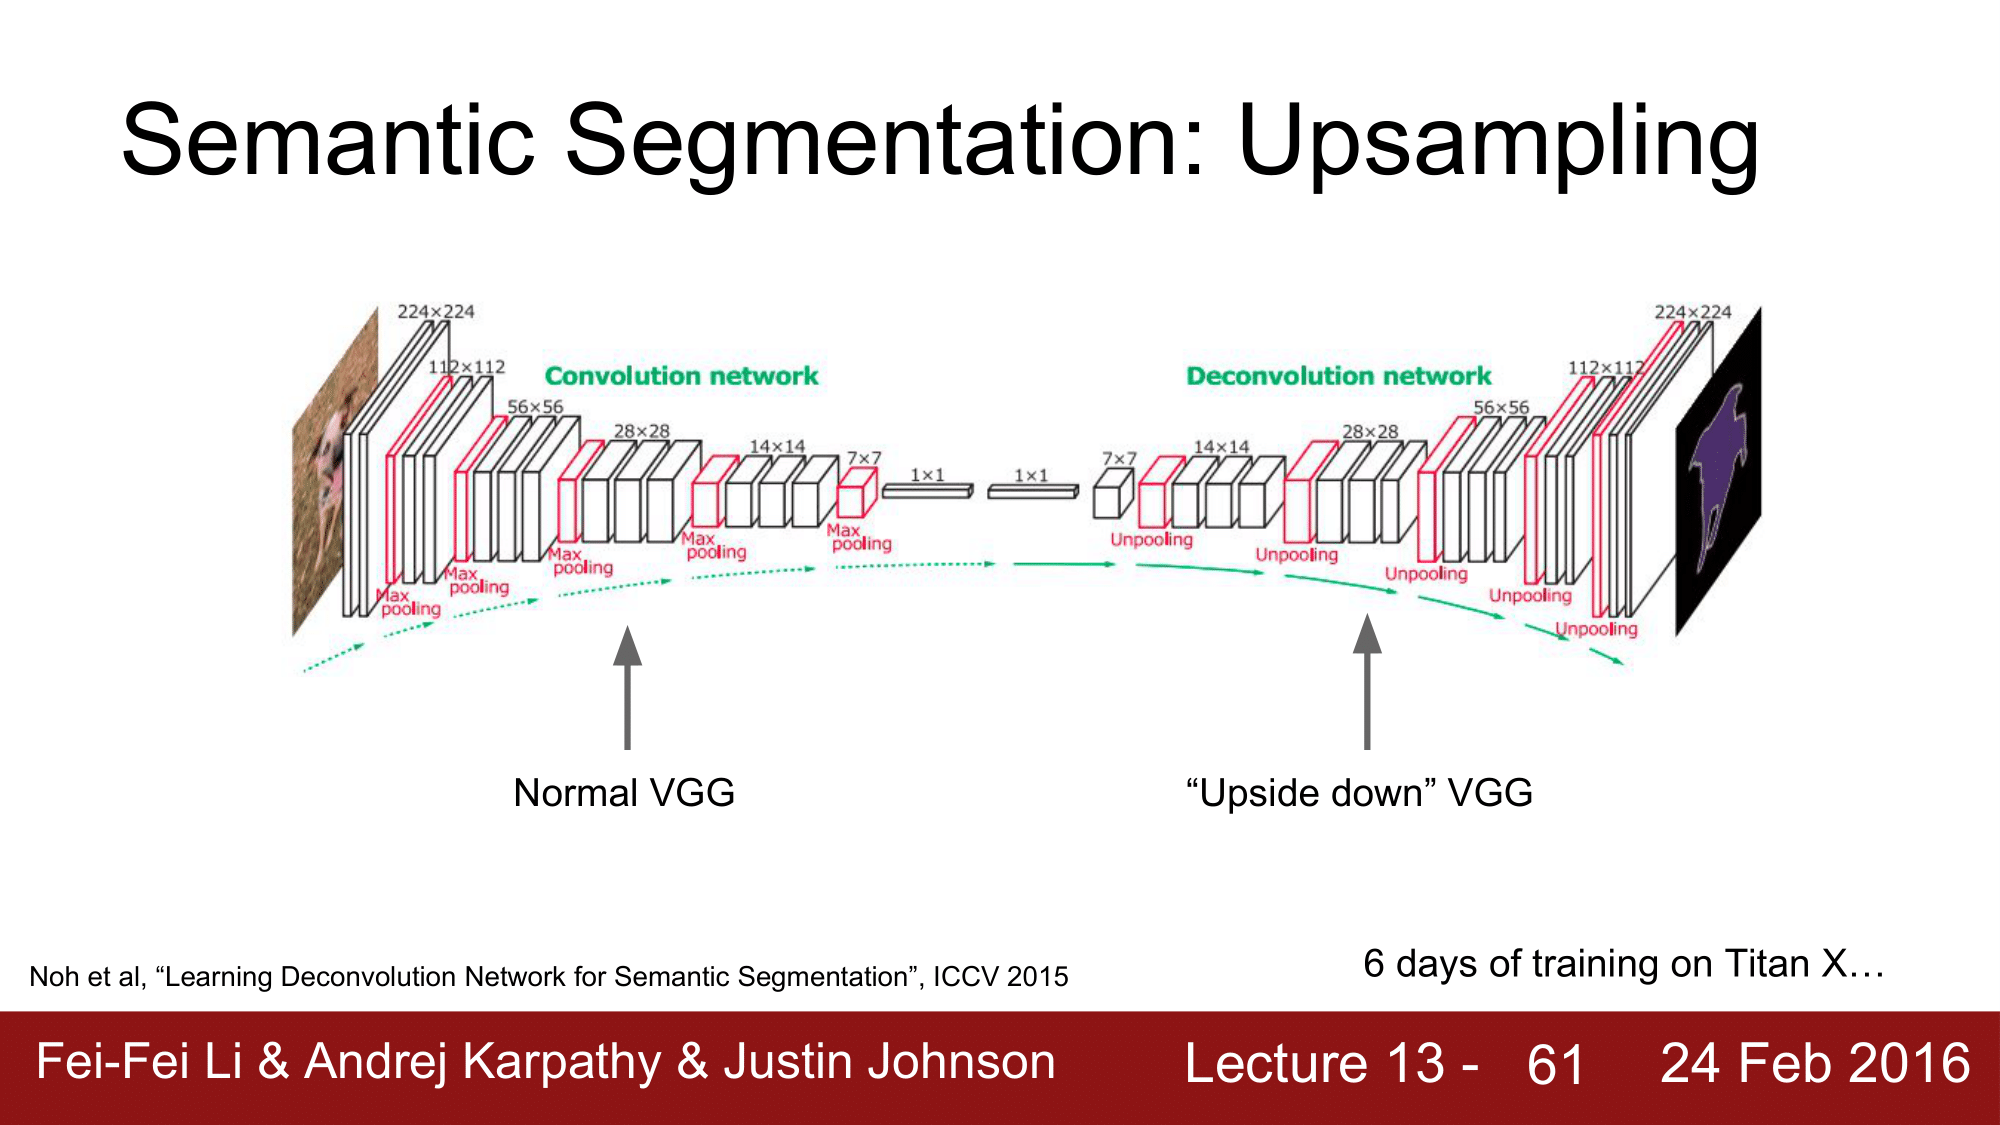 Semantic Segmentation: Upsampling
224×224
112×112
56×56
28×28
14×14
7×7
1×1
1×1
7×7
14×14
28×28
56×56
112×112
224×224
Convolution network
Deconvolution network
Max
pooling
Max
pooling
Max
pooling
Max
pooling
Max
pooling
Unpooling
Unpooling
Unpooling
Unpooling
Unpooling
Normal VGG
“Upside down” VGG
6 days of training on Titan X…
Noh et al, “Learning Deconvolution Network for Semantic Segmentation”, ICCV 2015
Fei-Fei Li & Andrej Karpathy & Justin Johnson
Lecture 13 - 61
24 Feb 2016